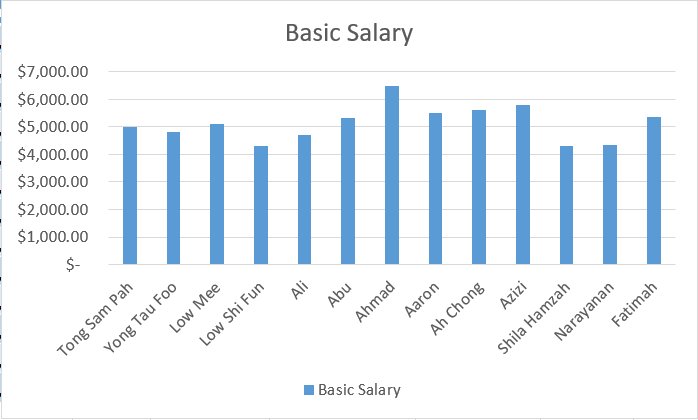 Basic Salary
$7,000.00
$6,000.00
$5,000.00
$4,000.00
$3,000.00
$2,000.00
$1,000.00
$-
Tong Sam Pah
Yong Tau Foo
Low Mee
Low Shi Fun
Ali
Abu
Ahmad
Aaron
Ah Chong
Azizi
Shila Hamzah
Narayanan
Fatimah
Basic Salary